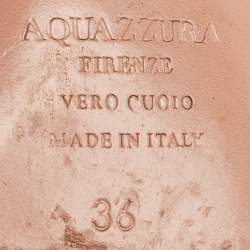 AQUAZZURA
FIRENZE
VERO CUOIO
MADE IN ITALY
36